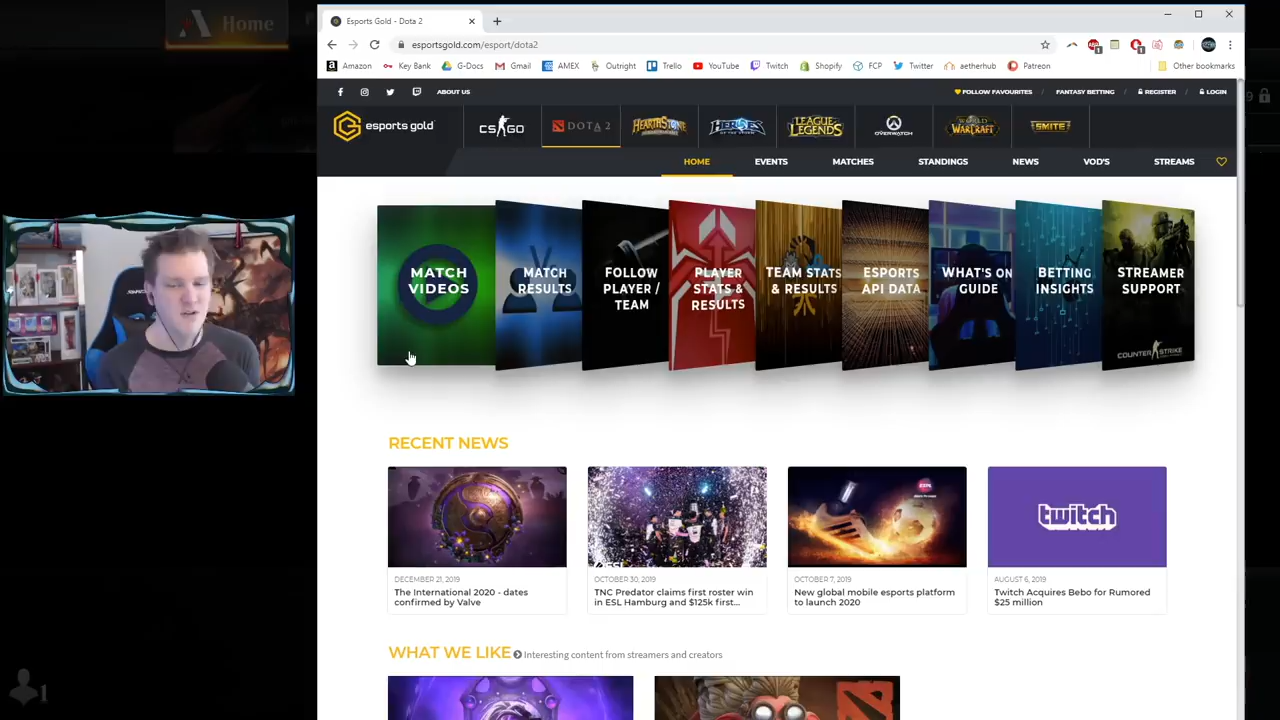 Home
Esports Gold - Dota 2
esportsgold.com/esport/dota2
Amazon
Key Bank
G-Docs
Gmail
AMEX
Outright
Trello
YouTube
Twitch
Shopify
FCP
Twitter
aetherhub
Patreon
Other bookmarks
ABOUT US
FOLLOW FAVOURITES / FANTASY BETTING / REGISTER / LOGIN
esports gold
CS GO
DOTA 2
HEARTHSTONE
HEROES
LEAGUE LEGENDS
OVERWATCH
WORLD WARCRAFT
SMITE
HOME
EVENTS
MATCHES
STANDINGS
NEWS
VOD'S
STREAMS
MATCH VIDEOS
MATCH RESULTS
FOLLOW PLAYER / TEAM
PLAYER STATS & RESULTS
TEAM STATS & RESULTS
ESPORTS API DATA
WHAT'S ON GUIDE
BETTING INSIGHTS
STREAMER SUPPORT
COUNTER STRIKE
RECENT NEWS
twitch
DECEMBER 21, 2019
The International 2020 - dates
confirmed by Valve
OCTOBER 30, 2019
TNC Predator claims first roster win
in ESL Hamburg and $125k first...
OCTOBER 7, 2019
New global mobile esports platform
to launch 2020
AUGUST 6, 2019
Twitch Acquires Bebo for Rumored
$25 million
WHAT WE LIKE Interesting content from streamers and creators
1
9